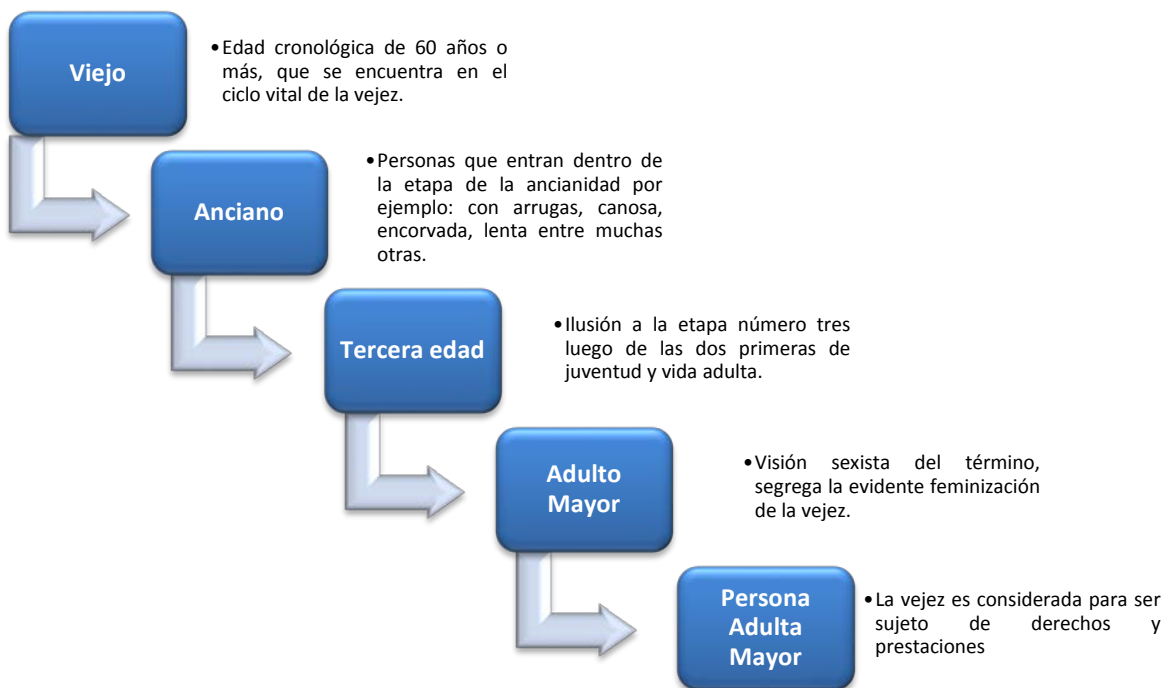 Viejo
•Edad cronológica de 60 años o
más, que se encuentra en el
ciclo vital de la vejez.
Anciano
•Personas que entran dentro de
la etapa de la ancianidad por
ejemplo: con arrugas, canosa,
encorvada, lenta entre muchas
otras.
Tercera edad
•Ilusión a la etapa número tres
luego de las dos primeras de
juventud y vida adulta.
Adulto
Mayor
•Visión sexista del término,
segrega la evidente feminización
de la vejez.
Persona
Adulta
Mayor
•La vejez es considerada para ser
sujeto de derechos y
prestaciones